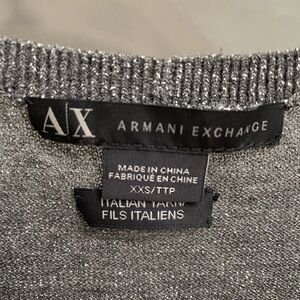 A|X ARMANI EXCHANGE
MADE IN CHINA
FABRIQUÉ EN CHINE
XXS/TTP
ITALIAN YARN/
FILS ITALIENS